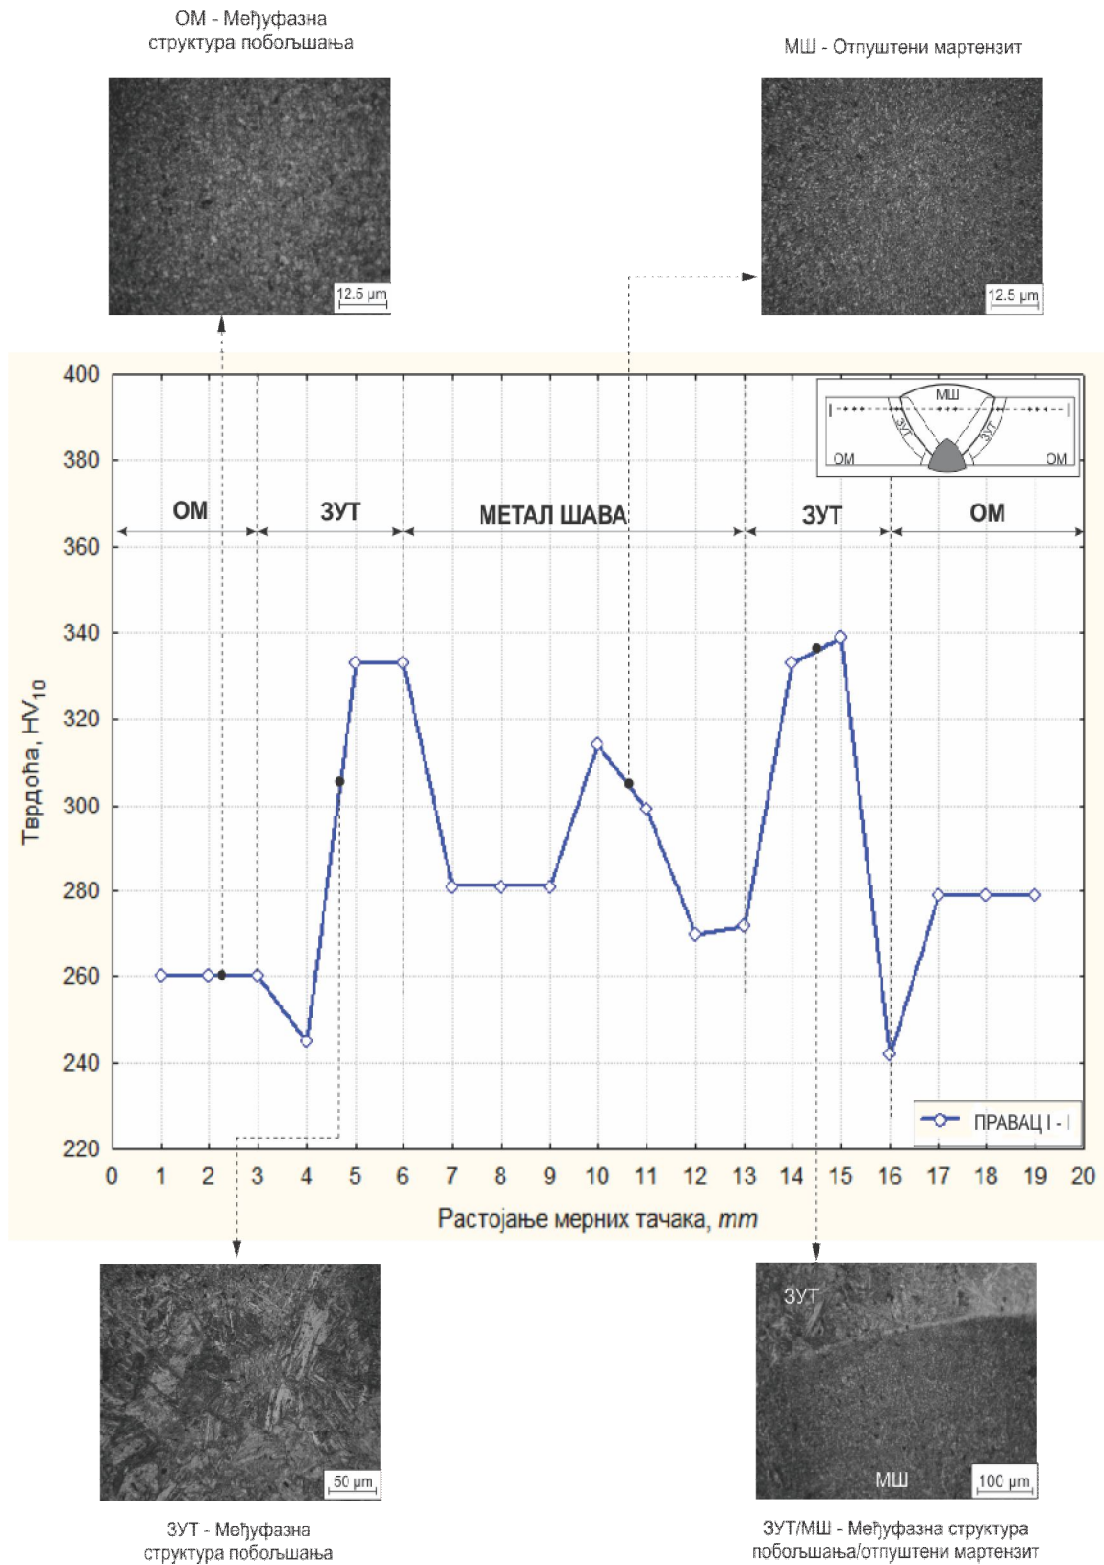 ОМ - Међуфазна
структура побољшања
МШ - Отпуштени мартензит
12.5 µm
12.5 µm
400
380
360
340
320
300
280
260
240
220
Тврдоћа, HV10
ОМ
ЗУТ
МЕТАЛ ШАВА
ЗУТ
ОМ
МШ
I
I
ЗУТ
ЗУТ
ОМ
ОМ
ПРАВАЦ I - I
0 1 2 3 4 5 6 7 8 9 10 11 12 13 14 15 16 17 18 19 20
Растојање мерних тачака, mm
50 µm
ЗУТ
МШ
100 µm
ЗУТ - Међуфазна
структура побољшања
ЗУТ/МШ - Међуфазна структура
побољшања/отпуштени мартензит